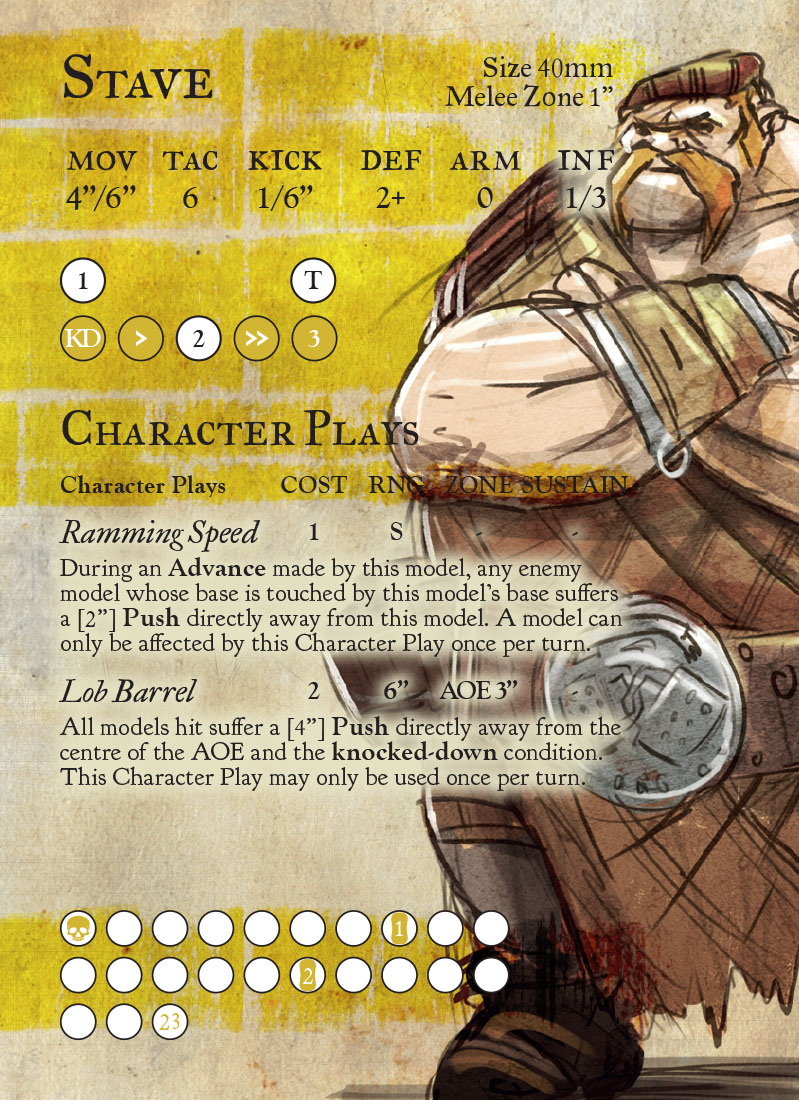 Stave
Size 40mm
Melee Zone 1”
MOV TAC KICK DEF ARM INF
4”/6” 6 1/6” 2+ 0 1/3
1 T
KD > 2 >> 3
Character Plays
Character Plays COST RNG ZONE SUSTAIN
Ramming Speed 1 S - -
During an Advance made by this model, any enemy
model whose base is touched by this model’s base suffers
a [2”] Push directly away from this model. A model can
only be affected by this Character Play once per turn.
Lob Barrel 2 6” AOE 3” -
All models hit suffer a [4”] Push directly away from the
centre of the AOE and the knocked-down condition.
This Character Play may only be used once per turn.
1
2
23